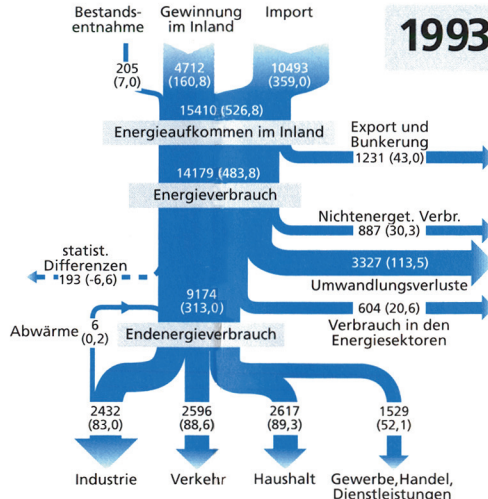 Bestands-
entnahme
Gewinnung
im Inland
Import
1993
205
(7,0)
4712
(160,8)
10493
(359,0)
15410 (526,8)
Energieaufkommen im Inland
Export und
Bunkerung
1231 (43,0)
14179 (483,8)
Energieverbrauch
Nichtenerget. Verbr.
887 (30,3)
statist.
Differenzen
193 (-6,6)
3327 (113,5)
Umwandlungsverluste
9174
(313,0)
604 (20,6)
Verbrauch in den
Energiesektoren
Abwärme
6
(0,2)
Endenergieverbrauch
2432
(83,0)
2596
(88,6)
2617
(89,3)
1529
(52,1)
Industrie
Verkehr
Haushalt
Gewerbe,Handel,
Dienstleistungen